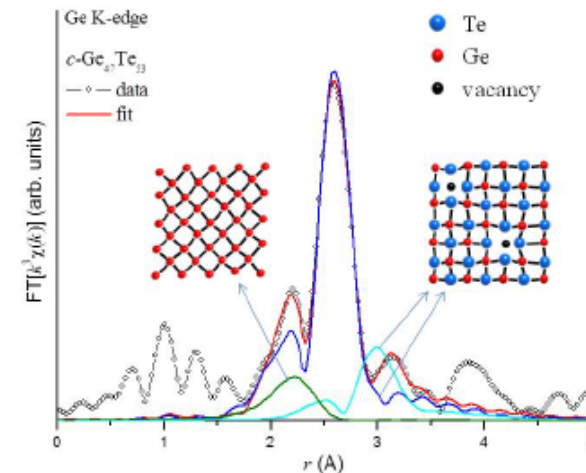 Ge K-edge
c-Ge47Te53
data
fit
Te
Ge
vacancy
FT[k³χ(k)] (arb. units)
0
1
2
3
4
r (A)